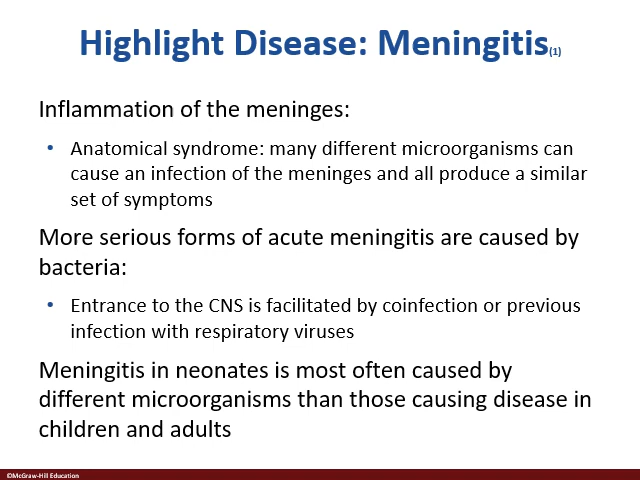 Highlight Disease: Meningitis(1)
Inflammation of the meninges:
• Anatomical syndrome: many different microorganisms can
cause an infection of the meninges and all produce a similar
set of symptoms
More serious forms of acute meningitis are caused by
bacteria:
• Entrance to the CNS is facilitated by coinfection or previous
infection with respiratory viruses
Meningitis in neonates is most often caused by
different microorganisms than those causing disease in
children and adults
©McGraw-Hill Education